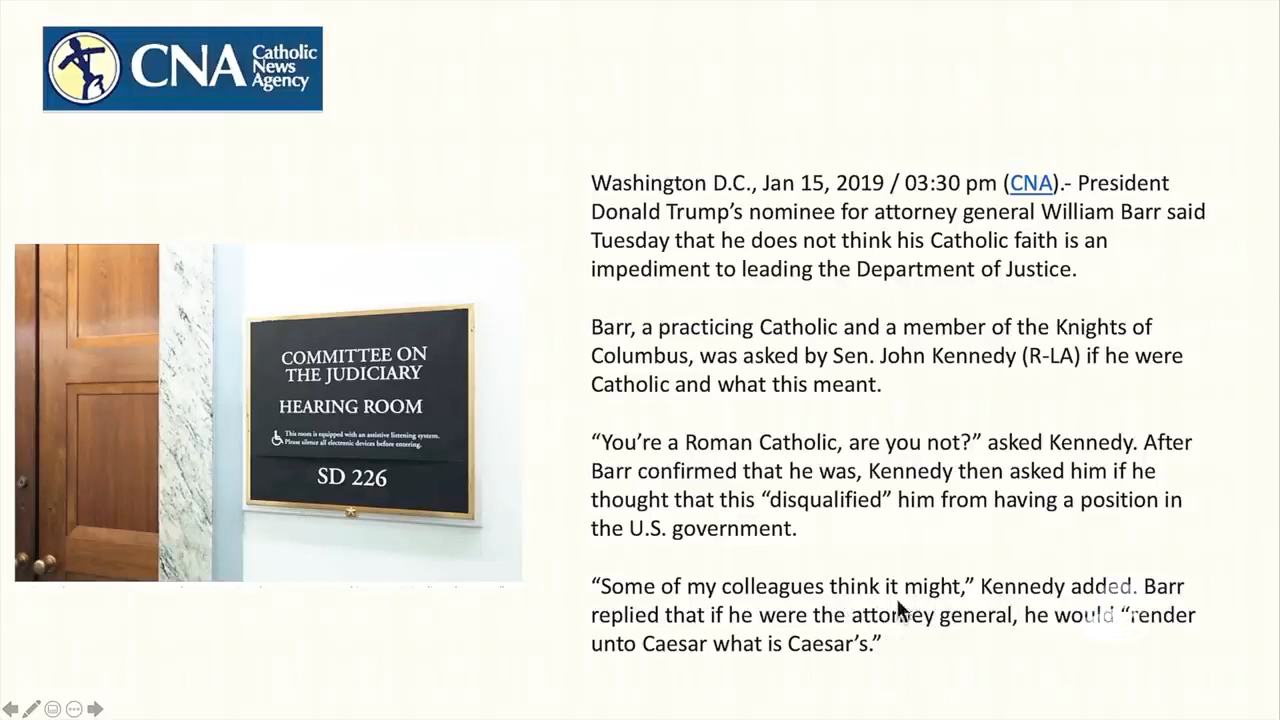 CNA Catholic
News
Agency
Washington D.C., Jan 15, 2019 / 03:30 pm (CNA).- President
Donald Trump’s nominee for attorney general William Barr said
Tuesday that he does not think his Catholic faith is an
impediment to leading the Department of Justice.
Barr, a practicing Catholic and a member of the Knights of
Columbus, was asked by Sen. John Kennedy (R-LA) if he were
Catholic and what this meant.
“You’re a Roman Catholic, are you not?” asked Kennedy. After
Barr confirmed that he was, Kennedy then asked him if he
thought that this “disqualified” him from having a position in
the U.S. government.
“Some of my colleagues think it might,” Kennedy added. Barr
replied that if he were the attorney general, he would “render
unto Caesar what is Caesar’s.”
COMMITTEE ON
THE JUDICIARY
HEARING ROOM
This room is equipped with an assistive listening system.
Please silence all electronic devices before entering.
SD 226